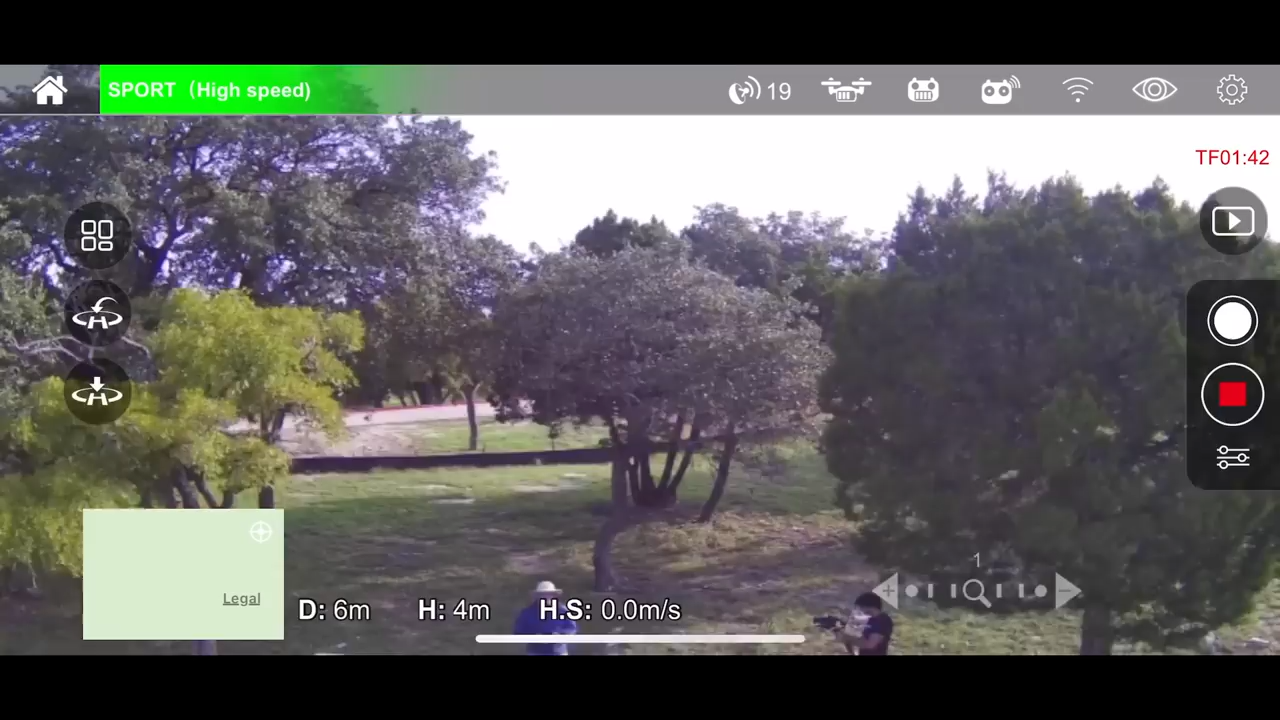 SPORT（High speed)
19
TF01:42
1
Legal
D: 6m H: 4m H.S: 0.0m/s